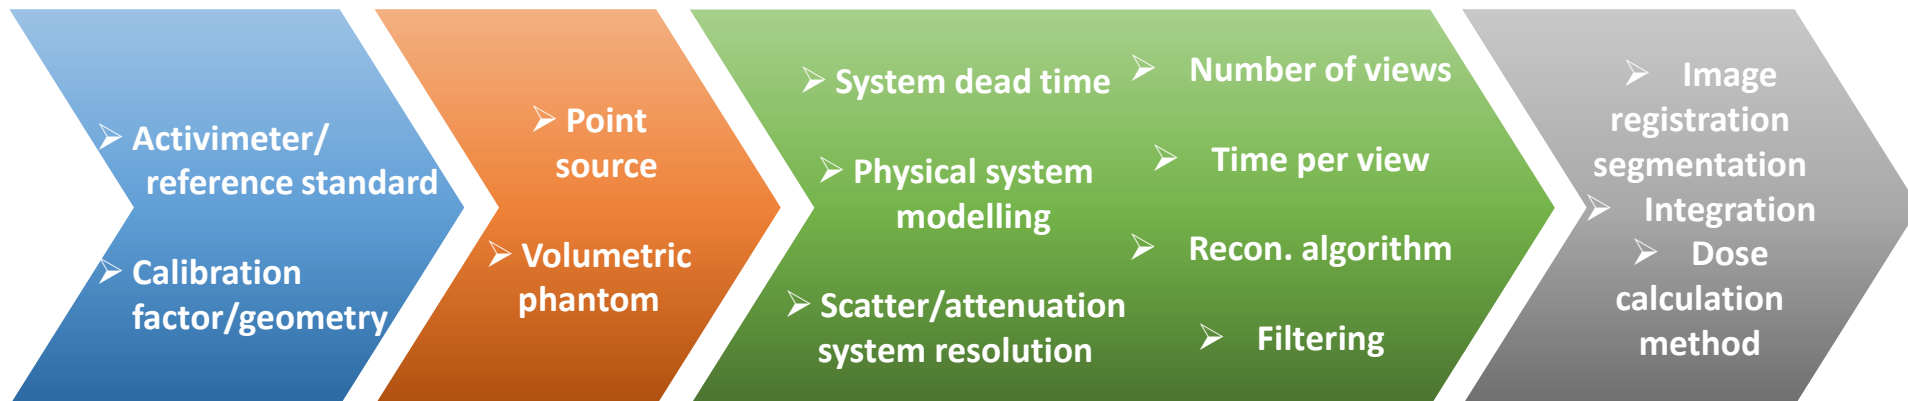 ➢ Activimeter/
reference standard
➢ Calibration
factor/geometry
➢ Point
source
➢ Volumetric
phantom
➢ System dead time
➢ Physical system
modelling
➢ Scatter/attenuation
system resolution
➢ Number of views
➢ Time per view
➢ Recon. algorithm
➢ Filtering
➢ Image
registration
segmentation
➢ Integration
➢ Dose
calculation
method